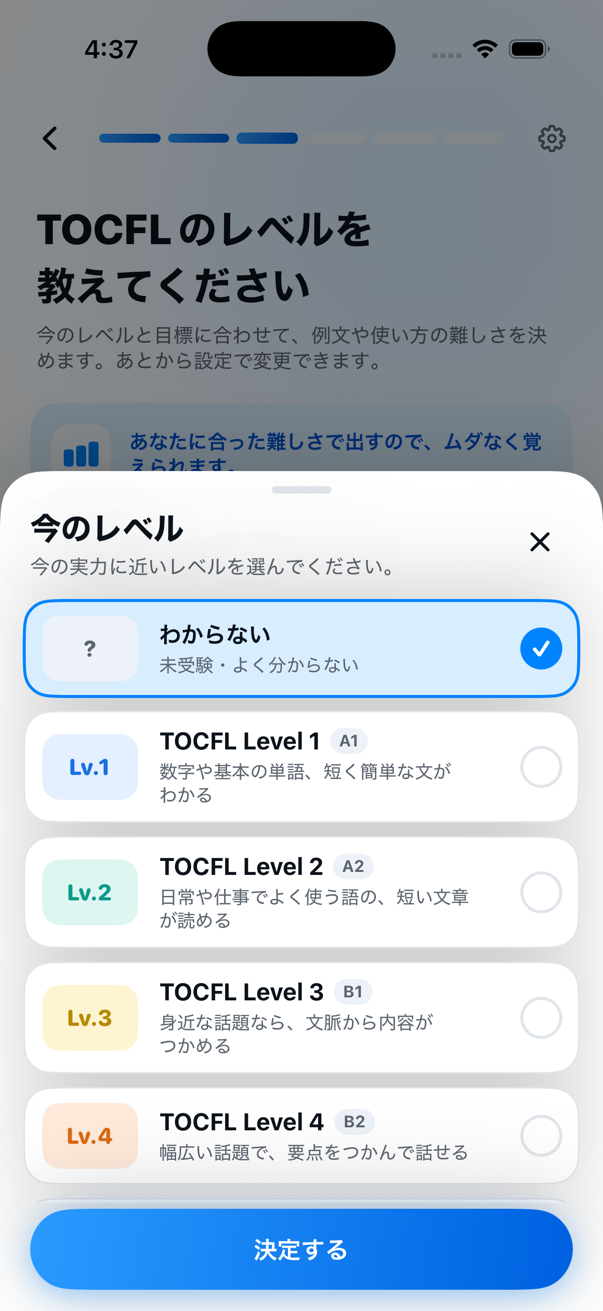 4:37
TOCFLのレベルを
教えてください
今のレベルと目標に合わせて、例文や使い方の難しさを決
めます。あとから設定で変更できます。
あなたに合った難しさで出すので、ムダなく覚
えられます。
今のレベル
今の実力に近いレベルを選んでください。
?
わからない
未受験・よく分からない
Lv.1
TOCFL Level 1 A1
数字や基本の単語、短く簡単な文が
わかる
Lv.2
TOCFL Level 2 A2
日常や仕事でよく使う語の、短い文章
が読める
Lv.3
TOCFL Level 3 B1
身近な話題なら、文脈から内容が
つかめる
Lv.4
TOCFL Level 4 B2
幅広い話題で、要点をつかんで話せる
決定する